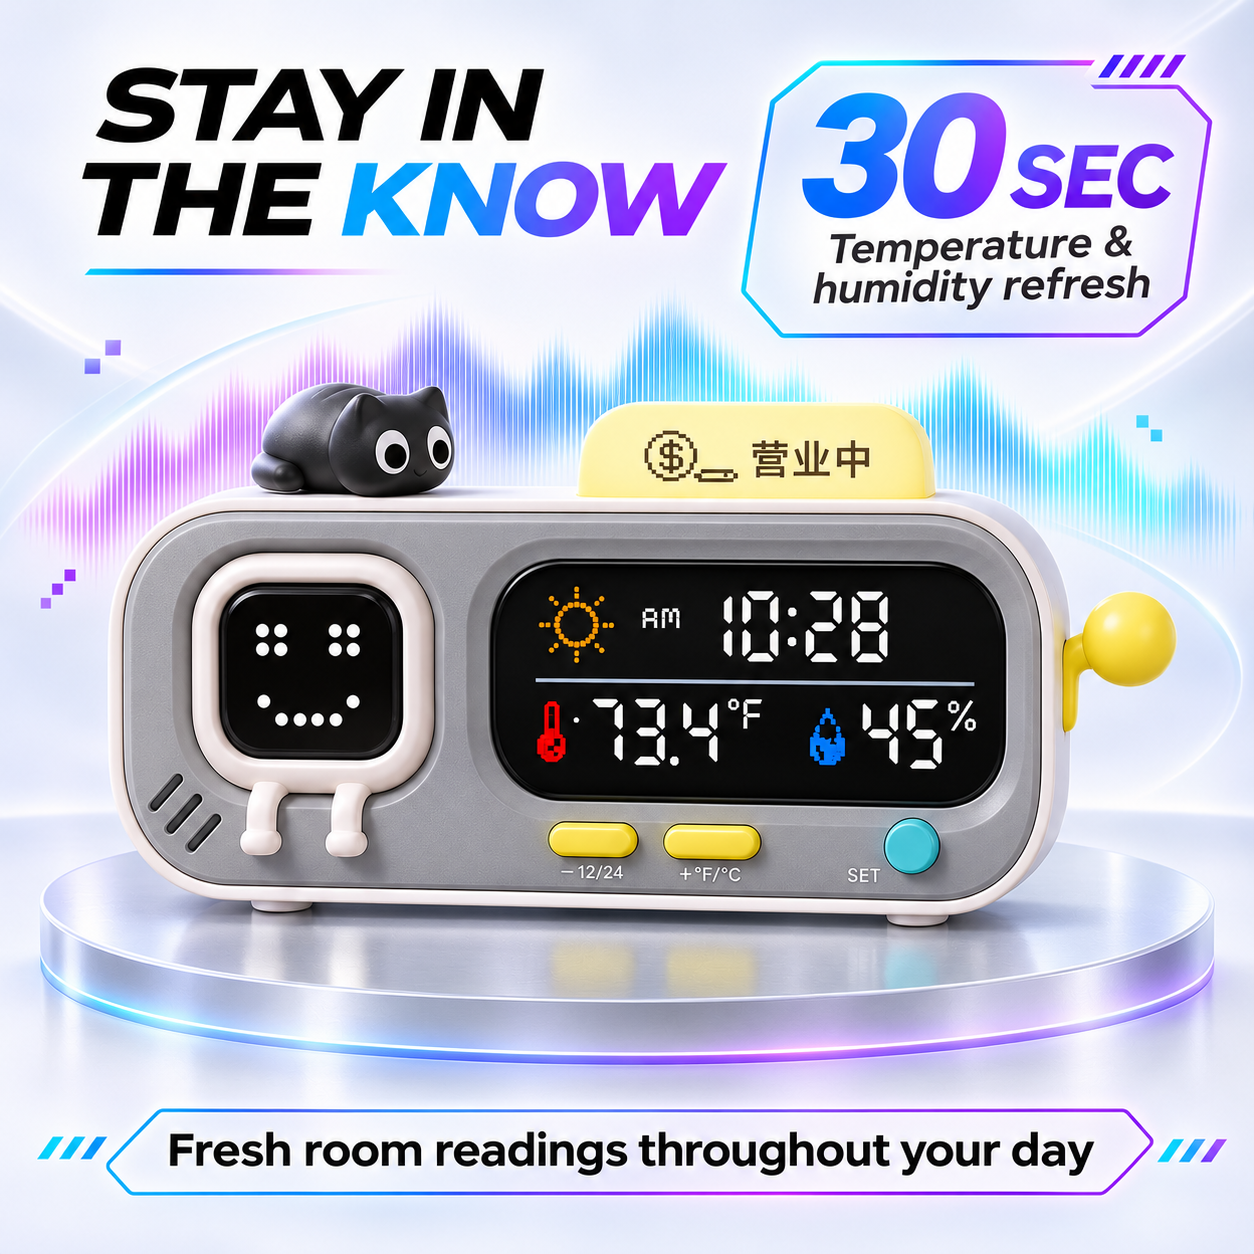 STAY IN
THE KNOW
30 SEC
Temperature &
humidity refresh
$ 营业中
AM 10:28
73.4°F 45%
−12/24 +°F/°C SET
Fresh room readings throughout your day